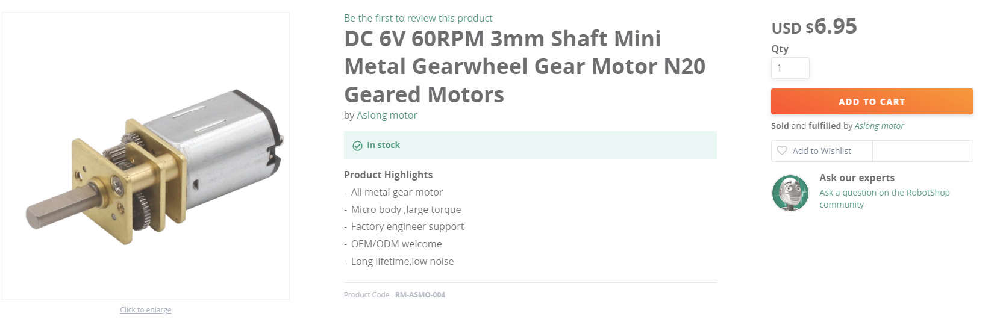 Be the first to review this product
DC 6V 60RPM 3mm Shaft Mini
Metal Gearwheel Gear Motor N20
Geared Motors
by Aslong motor
In stock
Product Highlights
- All metal gear motor
- Micro body ,large torque
- Factory engineer support
- OEM/ODM welcome
- Long lifetime,low noise
Product Code : RM-ASMO-004
Click to enlarge
USD $6.95
Qty
1
ADD TO CART
Sold and fulfilled by Aslong motor
Add to Wishlist
Ask our experts
Ask a question on the RobotShop
community